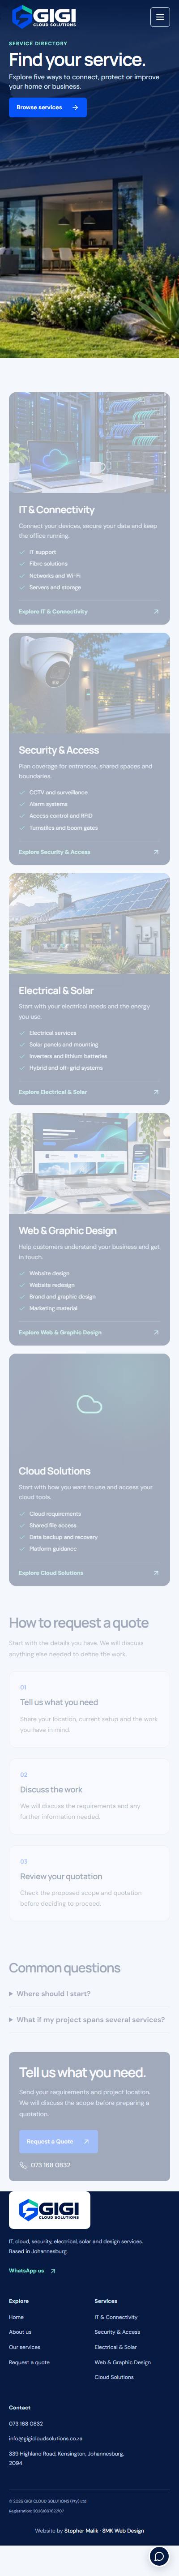 GIGI
CLOUD SOLUTIONS
SERVICE DIRECTORY
Find your service.
Explore five ways to connect, protect or improve
your home or business.
Browse services
IT & Connectivity
Connect your devices, secure your data and keep
the office running.
IT support
Fibre solutions
Networks and Wi-Fi
Servers and storage
Explore IT & Connectivity
Security & Access
Plan coverage for entrances, shared spaces and
boundaries.
CCTV and surveillance
Alarm systems
Access control and RFID
Turnstiles and boom gates
Explore Security & Access
Electrical & Solar
Start with your electrical needs and the energy
you use.
Electrical services
Solar panels and mounting
Inverters and lithium batteries
Hybrid and off-grid systems
Explore Electrical & Solar
Web & Graphic Design
Help customers understand your business and get
in touch.
Website design
Website redesign
Brand and graphic design
Marketing material
Explore Web & Graphic Design
Cloud Solutions
Start with how you want to use and access your
cloud tools.
Cloud requirements
Shared file access
Data backup and recovery
Platform guidance
Explore Cloud Solutions
How to request a quote
Start with the details you have. We will discuss
anything else needed to define the work.
01
Tell us what you need
Share your location, current setup and the work
you have in mind.
02
Discuss the work
We will discuss your requirements and any
further information needed.
03
Review your quotation
Check the proposed scope and quotation
before deciding to proceed.
Common questions
Where should I start?
What if my project spans several services?
Tell us what you need.
Send your requirements and project location.
We will discuss the scope before preparing a
quotation.
Request a Quote
073 168 0832
GIGI
CLOUD SOLUTIONS
IT, cloud, security, electrical, solar and design services.
Based in Johannesburg.
WhatsApp us
Explore
Home
About us
Our services
Request a quote
Services
IT & Connectivity
Security & Access
Electrical & Solar
Web & Graphic Design
Cloud Solutions
Contact
073 168 0832
info@gigicloudsolutions.co.za
339 Highland Road, Kensington, Johannesburg,
2094
© 2026 GIGI CLOUD SOLUTIONS (Pty) Ltd
Registration:
Website by Stopher Malik · SMK Web Design